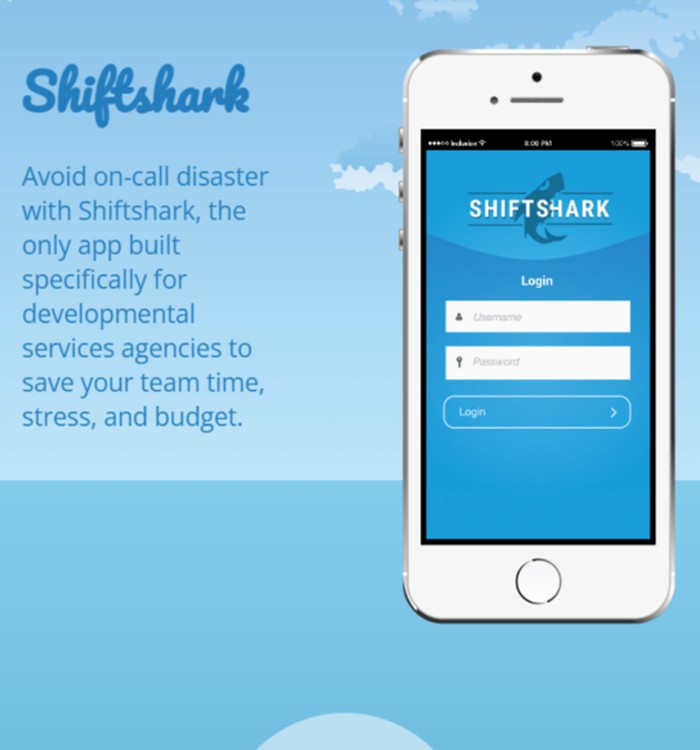 Shiftshark
Avoid on-call disaster
with Shiftshark, the
only app built
specifically for
developmental
services agencies to
save your team time,
stress, and budget.
Inclusion 8:06 PM 100%
SHIFTSHARK
Login
Username
Password
Login